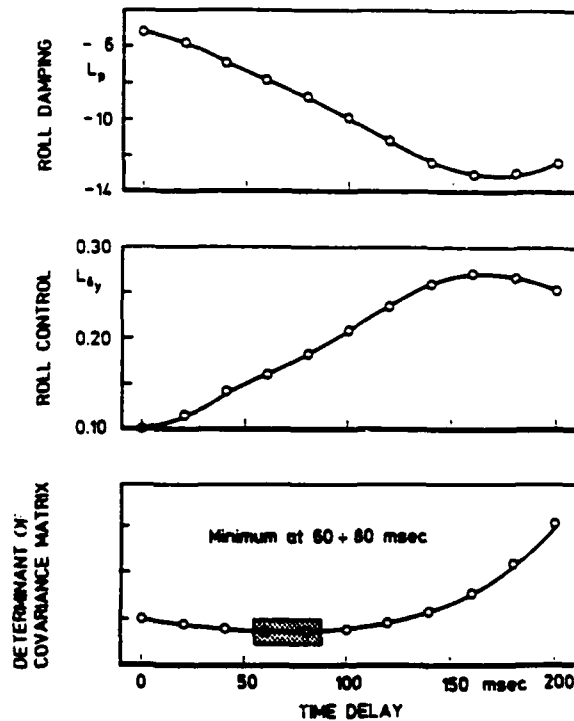 ROLL DAMPING
- 6
Lp
-10
-14
ROLL CONTROL
0.30
Lδy
0.20
0.10
DETERMINANT OF
COVARIANCE MATRIX
Minimum at 60 ÷ 80 msec
0 50 100 150 msec 200
TIME DELAY